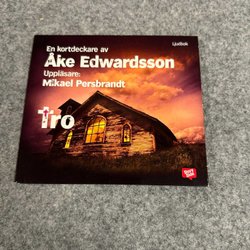 Ljudbok
En kortdeckare av
Åke Edwardsson
Uppläsare:
Mikael Persbrandt
Tro